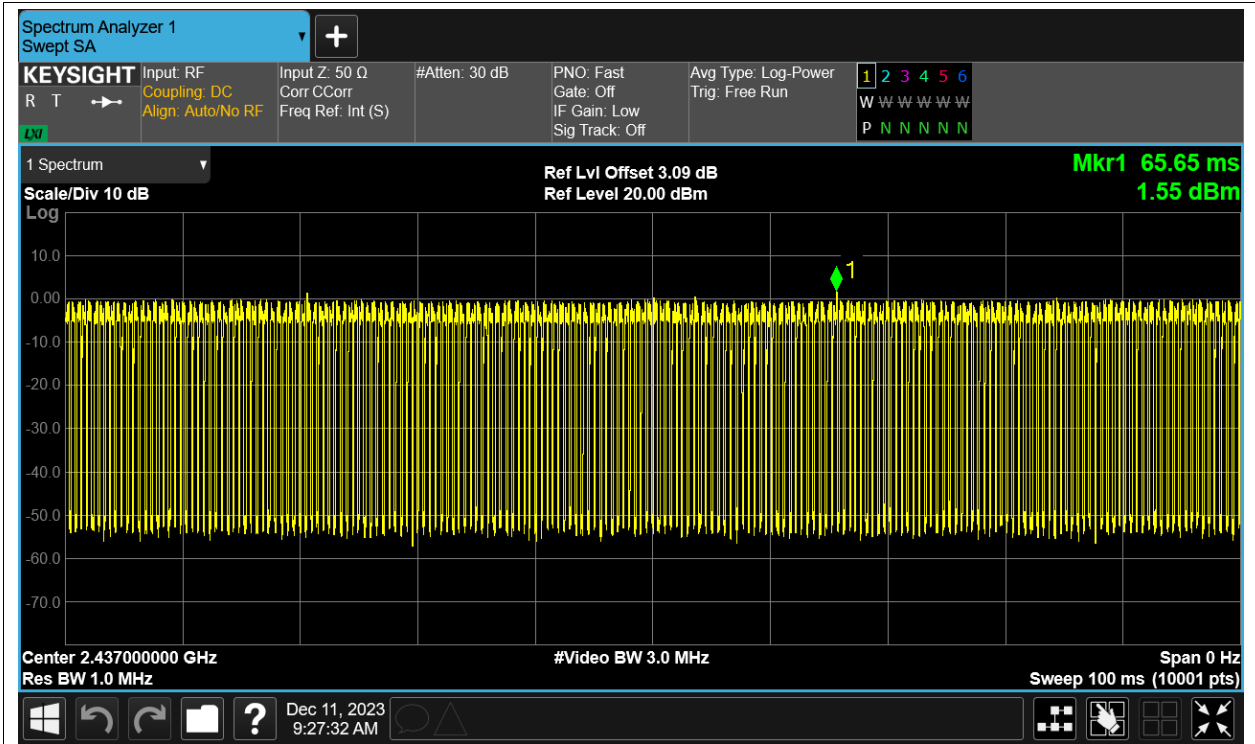 Spectrum Analyzer 1
Swept SA
KEYSIGHT
R T
LXI
Input: RF
Coupling: DC
Align: Auto/No RF
Input Z: 50 Ω
Corr CCorr
Freq Ref: Int (S)
#Atten: 30 dB
PNO: Fast
Gate: Off
IF Gain: Low
Sig Track: Off
Avg Type: Log-Power
Trig: Free Run
1 2 3 4 5 6
W W W W W W
P N N N N N
1 Spectrum
Scale/Div 10 dB
Log
Ref Lvl Offset 3.09 dB
Ref Level 20.00 dBm
Mkr1 65.65 ms
1.55 dBm
1
10.0
0.00
-10.0
-20.0
-30.0
-40.0
-50.0
-60.0
-70.0
Center 2.437000000 GHz
#Video BW 3.0 MHz
Span 0 Hz
Res BW 1.0 MHz
Sweep 100 ms (10001 pts)
?
Dec 11, 2023
9:27:32 AM